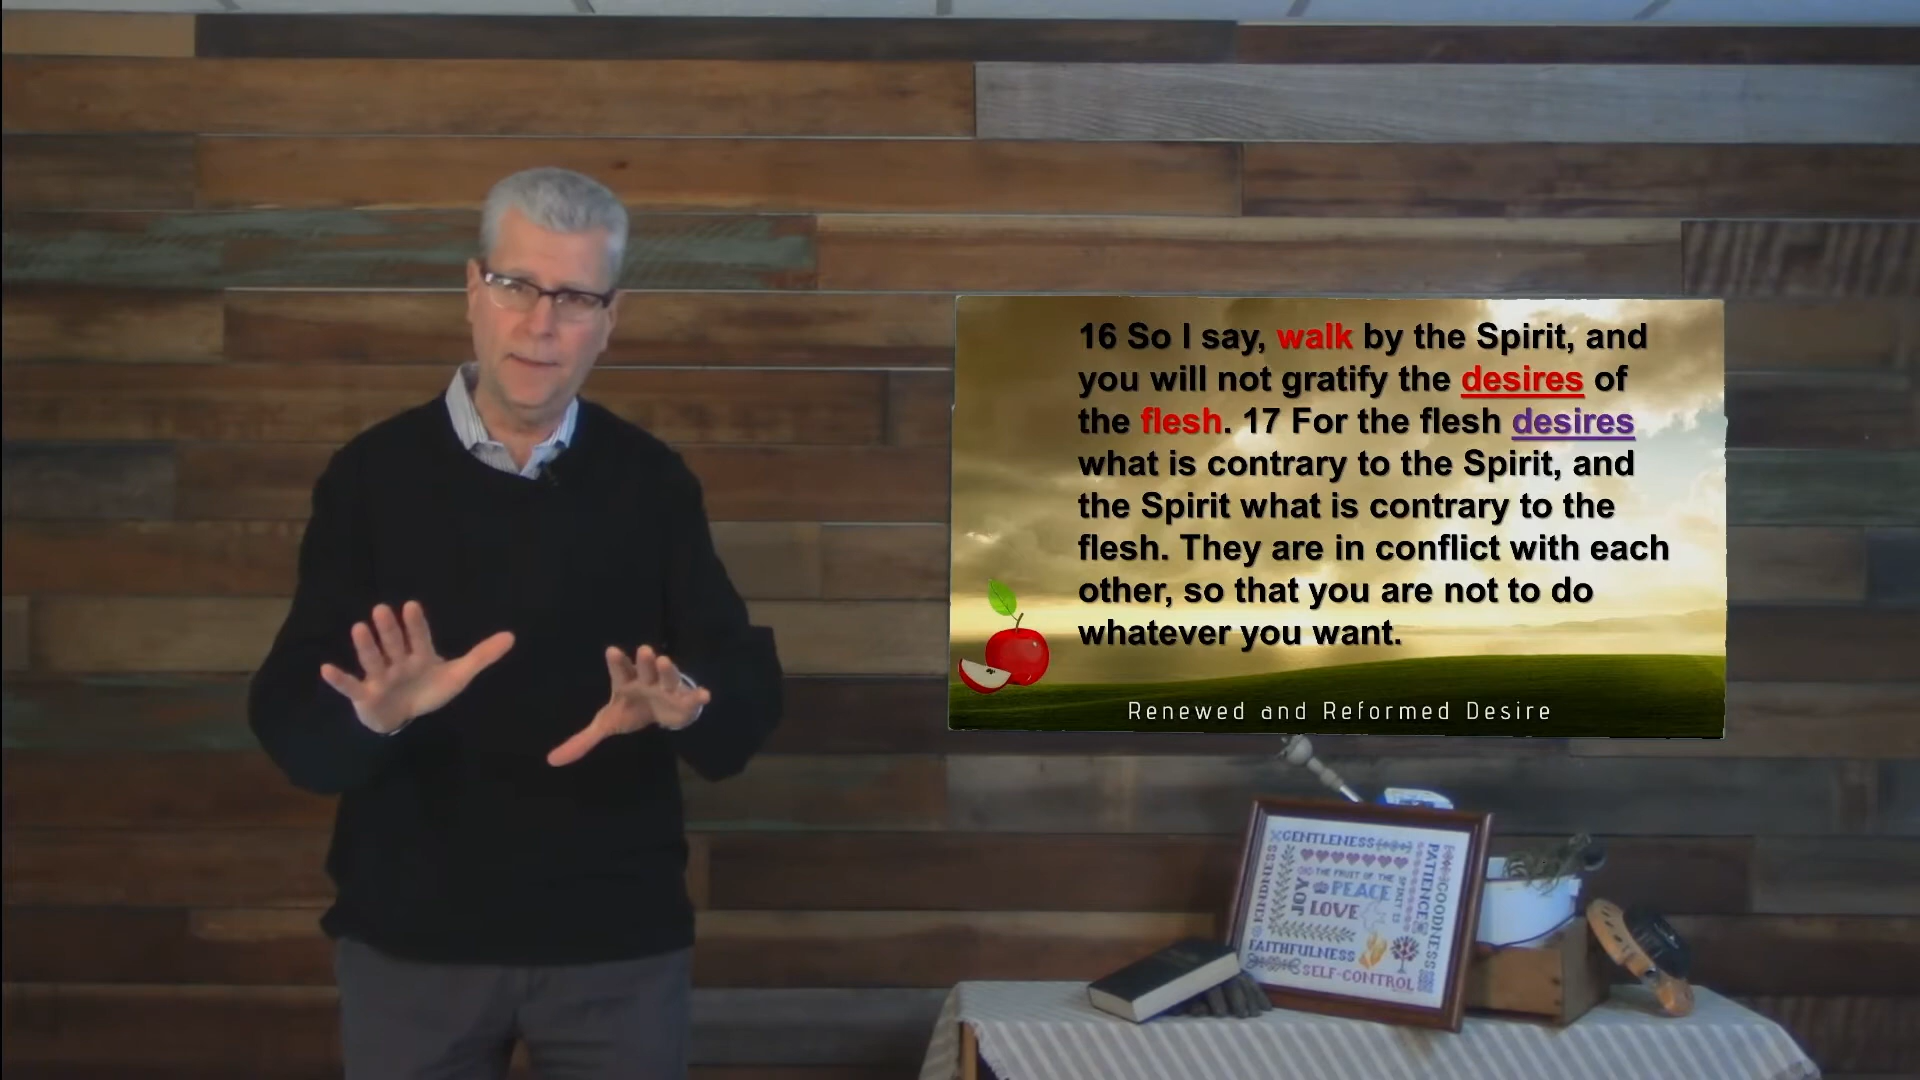 16 So I say, walk by the Spirit, and
you will not gratify the desires of
the flesh. 17 For the flesh desires
what is contrary to the Spirit, and
the Spirit what is contrary to the
flesh. They are in conflict with each
other, so that you are not to do
whatever you want.
Renewed and Reformed Desire
GENTLENESS
KINDNESS
THE FRUIT OF THE SPIRIT IS
PEACE
JOY
LOVE
PATIENCE
GOODNESS
FAITHFULNESS
SELF-CONTROL